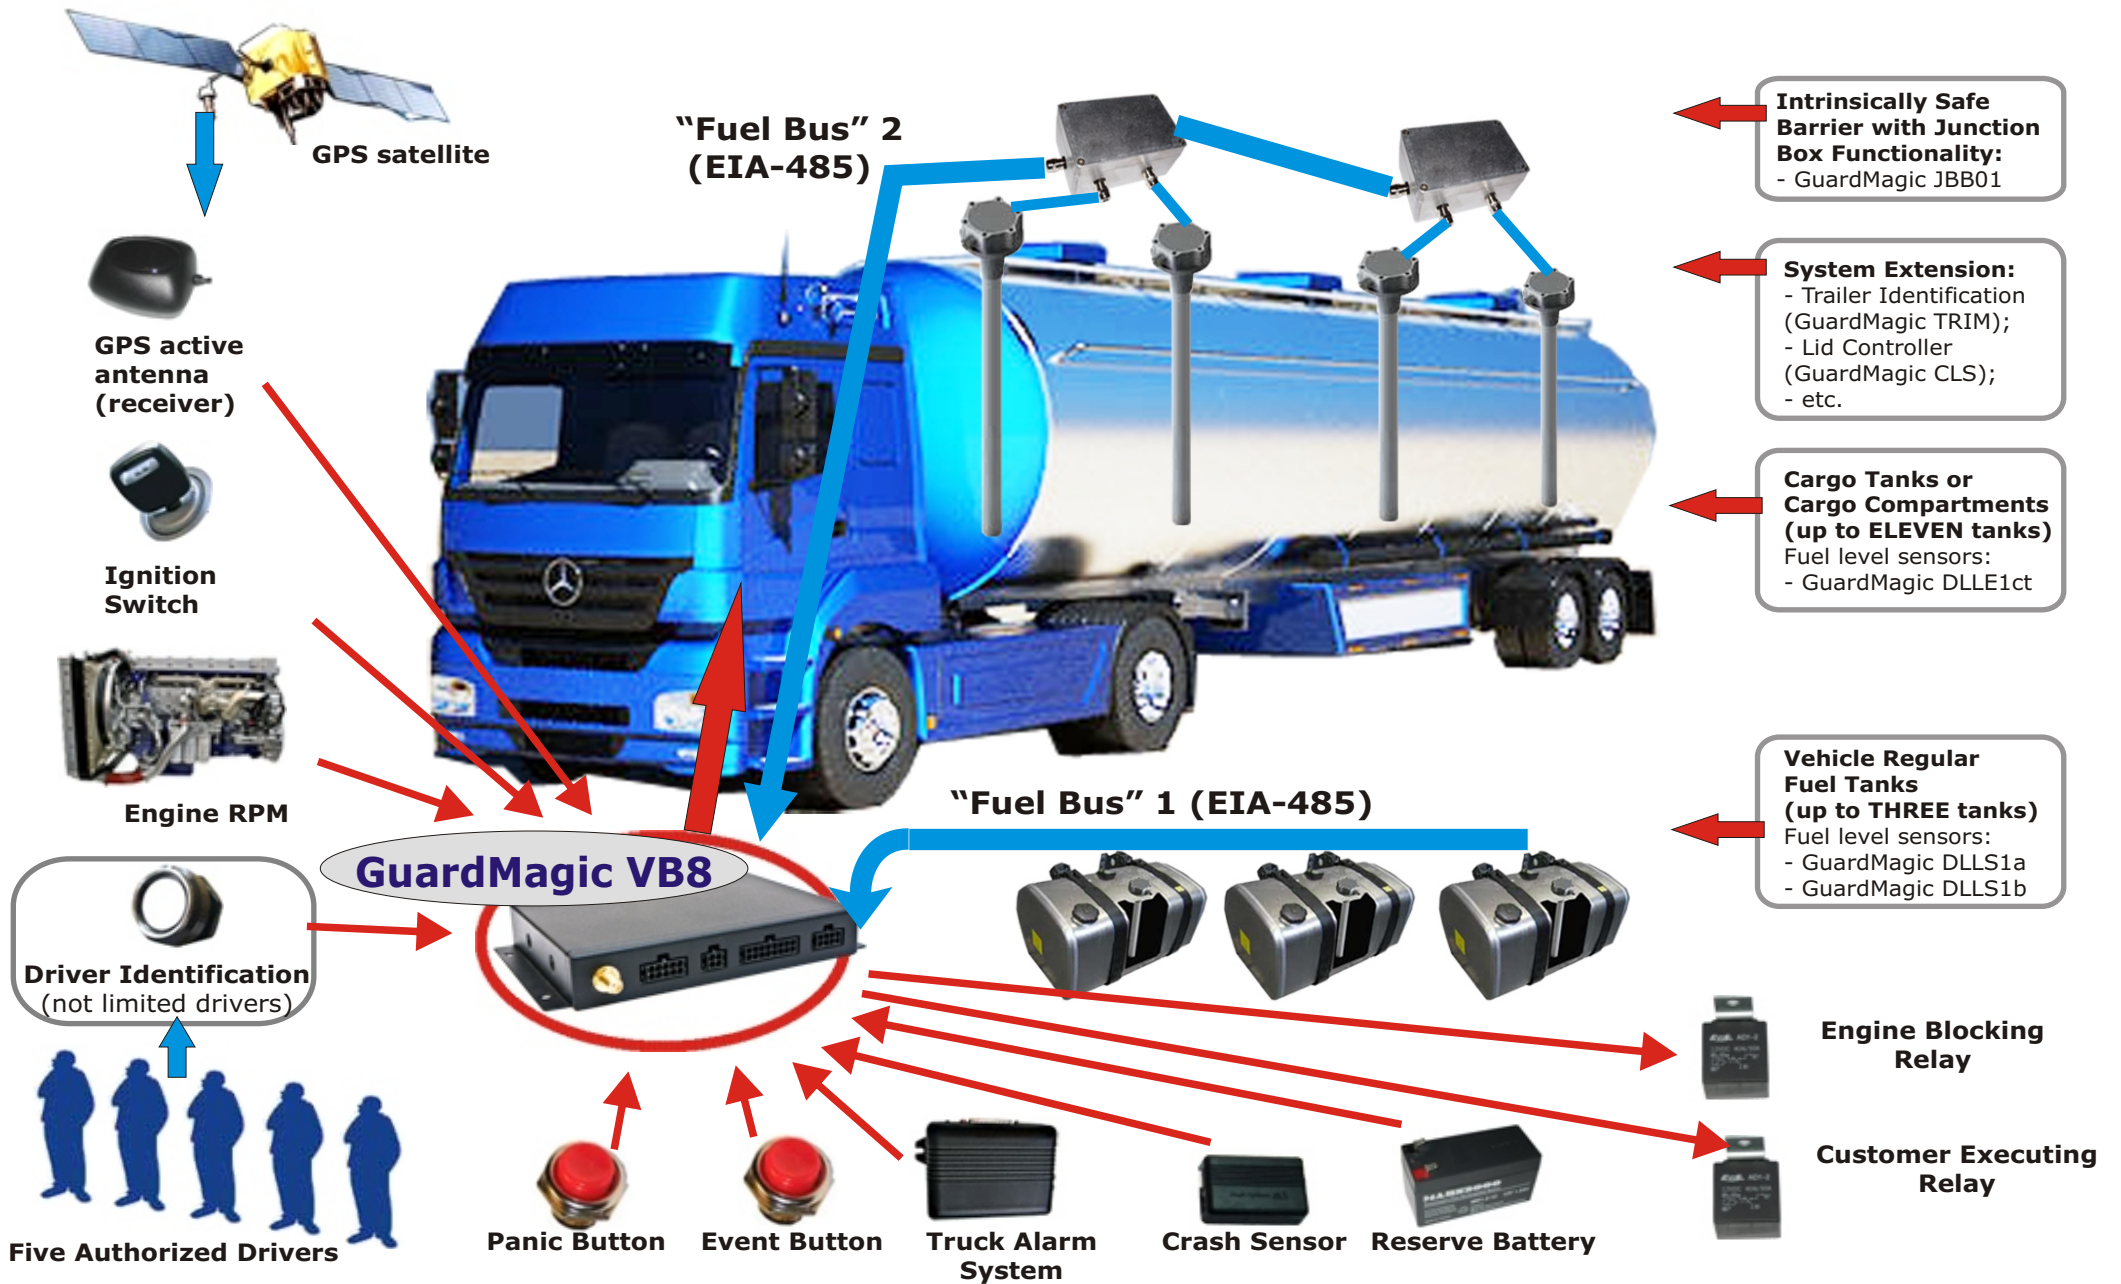 GPS satellite
"Fuel Bus" 2
(EIA-485)
Intrinsically Safe
Barrier with Junction
Box Functionality:
- GuardMagic JBB01
GPS active
antenna
(receiver)
System Extension:
- Trailer Identification
(GuardMagic TRIM);
- Lid Controller
(GuardMagic CLS);
- etc.
Ignition
Switch
Cargo Tanks or
Cargo Compartments
(up to ELEVEN tanks)
Fuel level sensors:
- GuardMagic DLLE1ct
Engine RPM
"Fuel Bus" 1 (EIA-485)
Vehicle Regular
Fuel Tanks
(up to THREE tanks)
Fuel level sensors:
- GuardMagic DLLS1a
- GuardMagic DLLS1b
GuardMagic VB8
Driver Identification
(not limited drivers)
Engine Blocking
Relay
Customer Executing
Relay
Five Authorized Drivers
Panic Button
Event Button
Truck Alarm
System
Crash Sensor
Reserve Battery